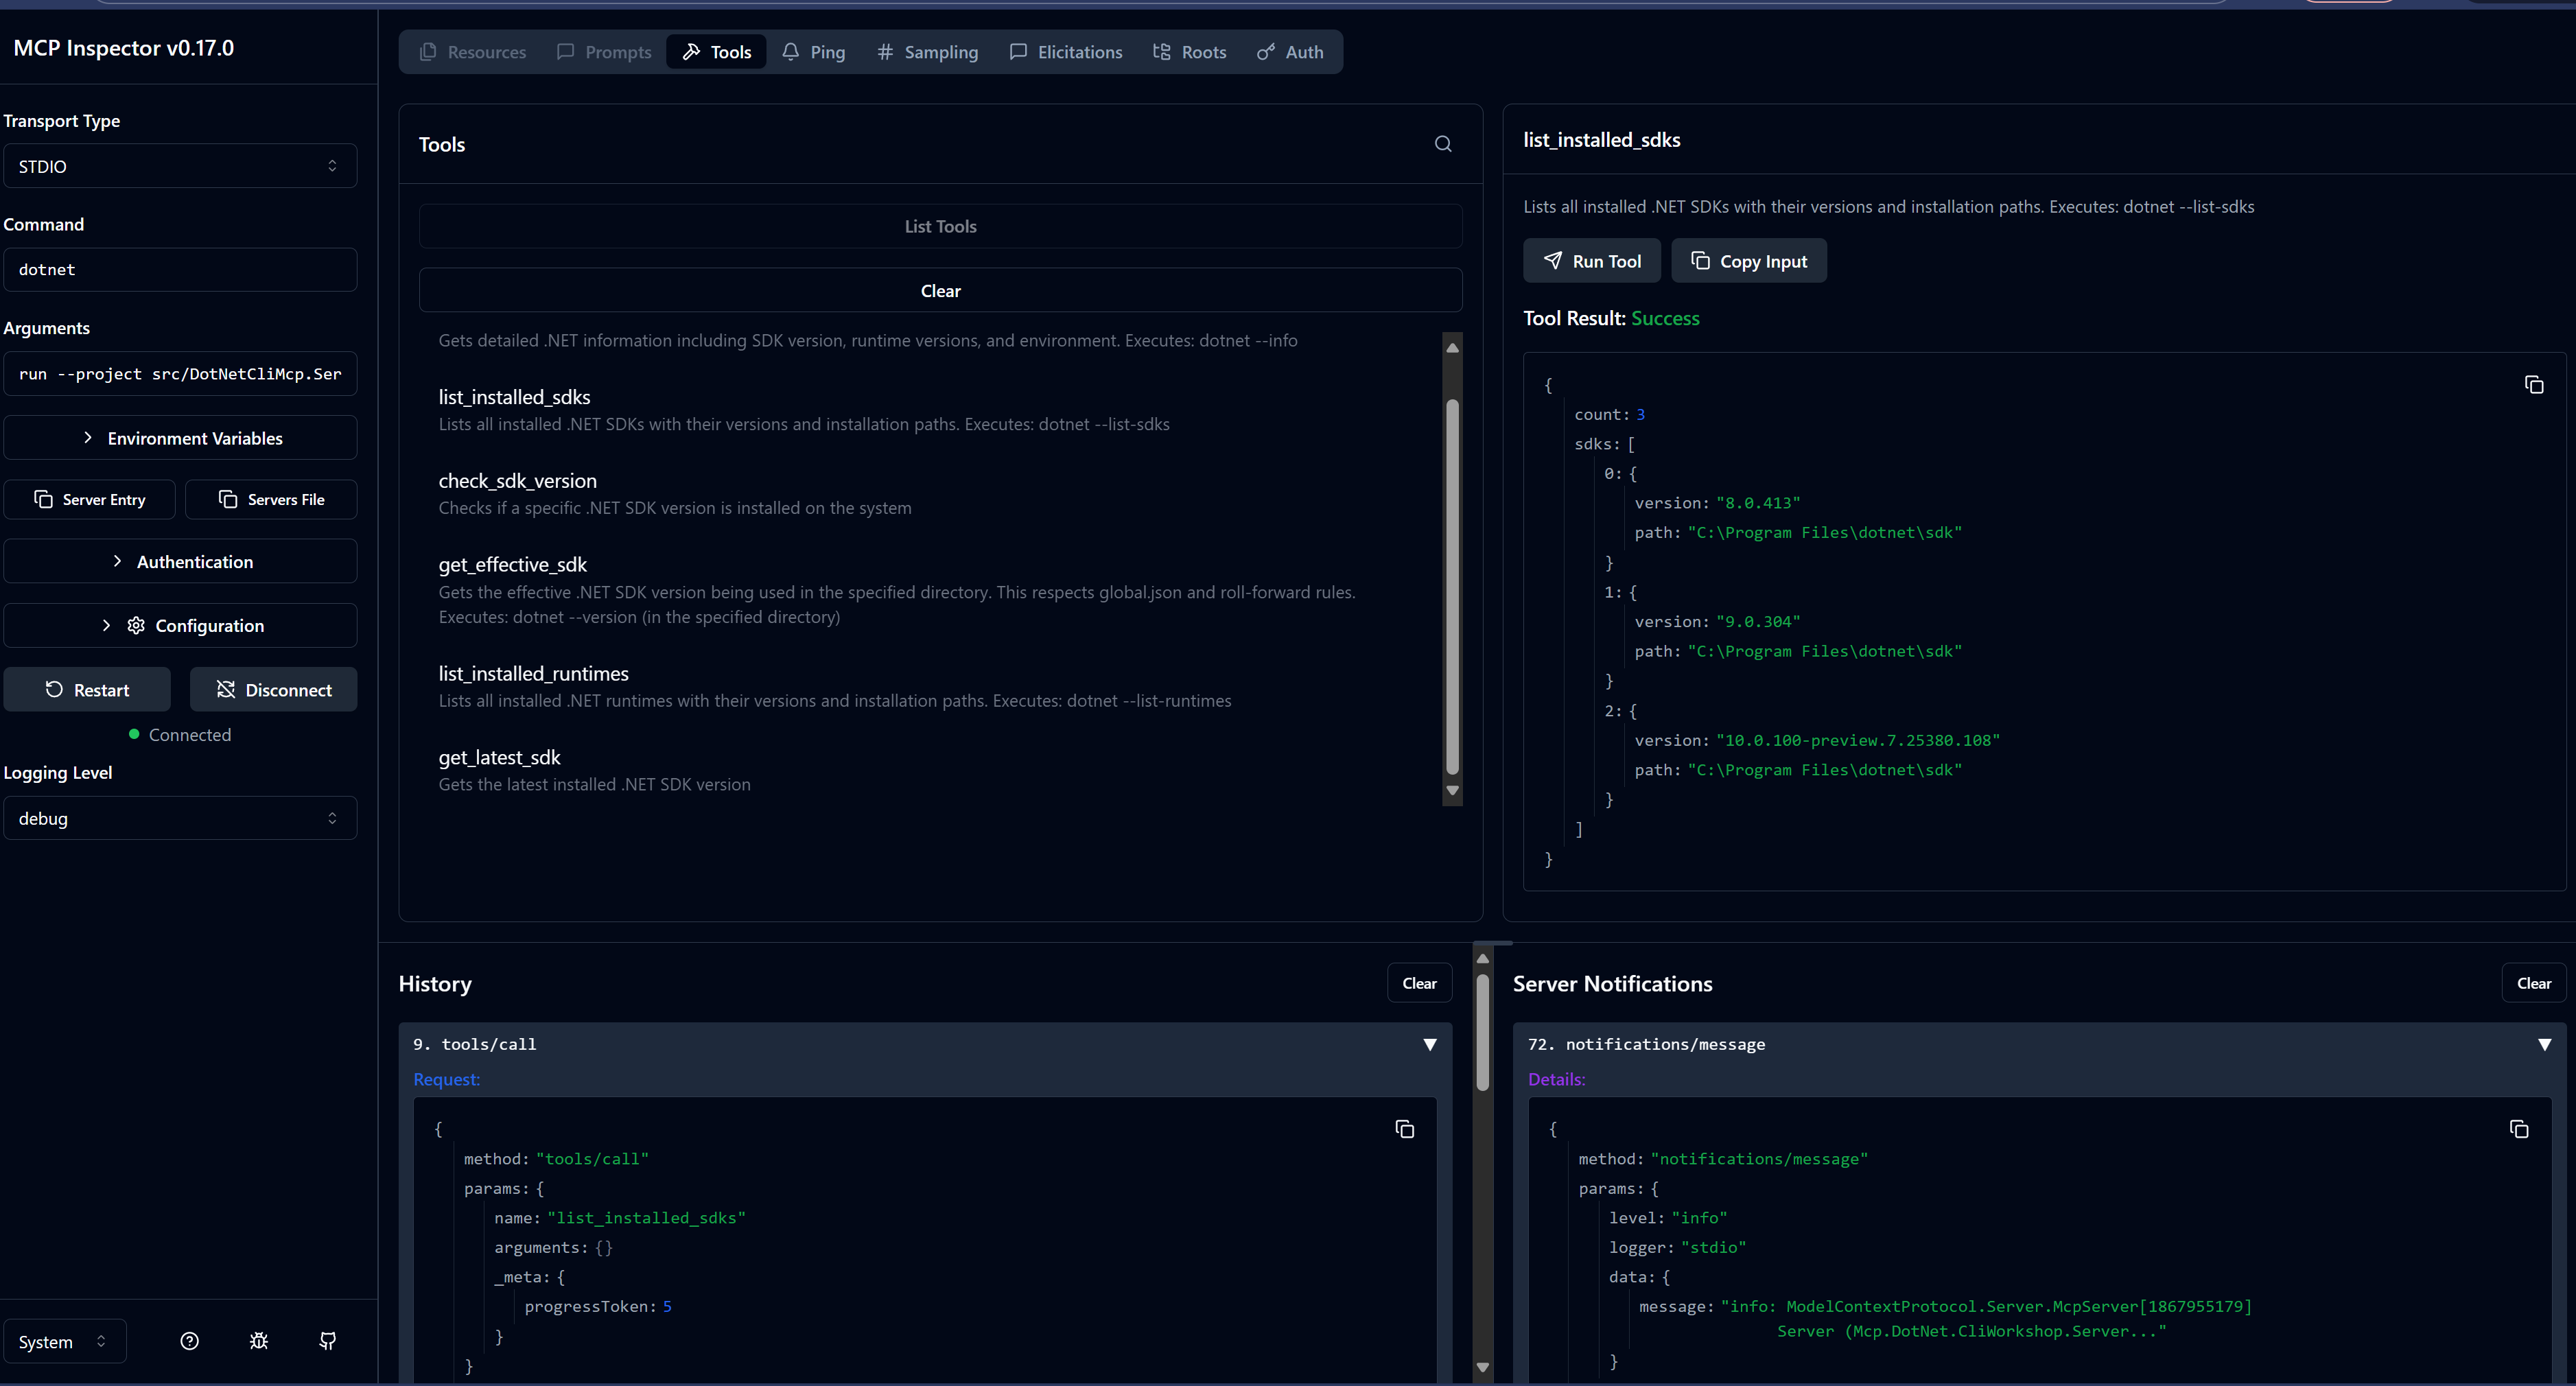 MCP Inspector v0.17.0
Transport Type
STDIO
Command
dotnet
Arguments
run --project src/DotNetCliMcp.Ser
Environment Variables
Server Entry
Servers File
Authentication
Configuration
Restart
Disconnect
Connected
Logging Level
debug
System
Resources
Prompts
Tools
Ping
Sampling
Elicitations
Roots
Auth
Tools
List Tools
Clear
Gets detailed .NET information including SDK version, runtime versions, and environment. Executes: dotnet --info
list_installed_sdks
Lists all installed .NET SDKs with their versions and installation paths. Executes: dotnet --list-sdks
check_sdk_version
Checks if a specific .NET SDK version is installed on the system
get_effective_sdk
Gets the effective .NET SDK version being used in the specified directory. This respects global.json and roll-forward rules.
Executes: dotnet --version (in the specified directory)
list_installed_runtimes
Lists all installed .NET runtimes with their versions and installation paths. Executes: dotnet --list-runtimes
get_latest_sdk
Gets the latest installed .NET SDK version
list_installed_sdks
Lists all installed .NET SDKs with their versions and installation paths. Executes: dotnet --list-sdks
Run Tool
Copy Input
Tool Result: Success
{
count: 3
sdks: [
0: {
version: "8.0.413"
path: "C:\Program Files\dotnet\sdk"
}
1: {
version: "9.0.304"
path: "C:\Program Files\dotnet\sdk"
}
2: {
version: "10.0.100-preview.7.25380.108"
path: "C:\Program Files\dotnet\sdk"
}
]
}
History
Clear
9. tools/call
Request:
{
method: "tools/call"
params: {
name: "list_installed_sdks"
arguments: {}
_meta: {
progressToken: 5
}
}
Server Notifications
Clear
72. notifications/message
Details:
{
method: "notifications/message"
params: {
level: "info"
logger: "stdio"
data: {
message: "info: ModelContextProtocol.Server.McpServer[1867955179]
Server (Mcp.DotNet.CliWorkshop.Server..."
}